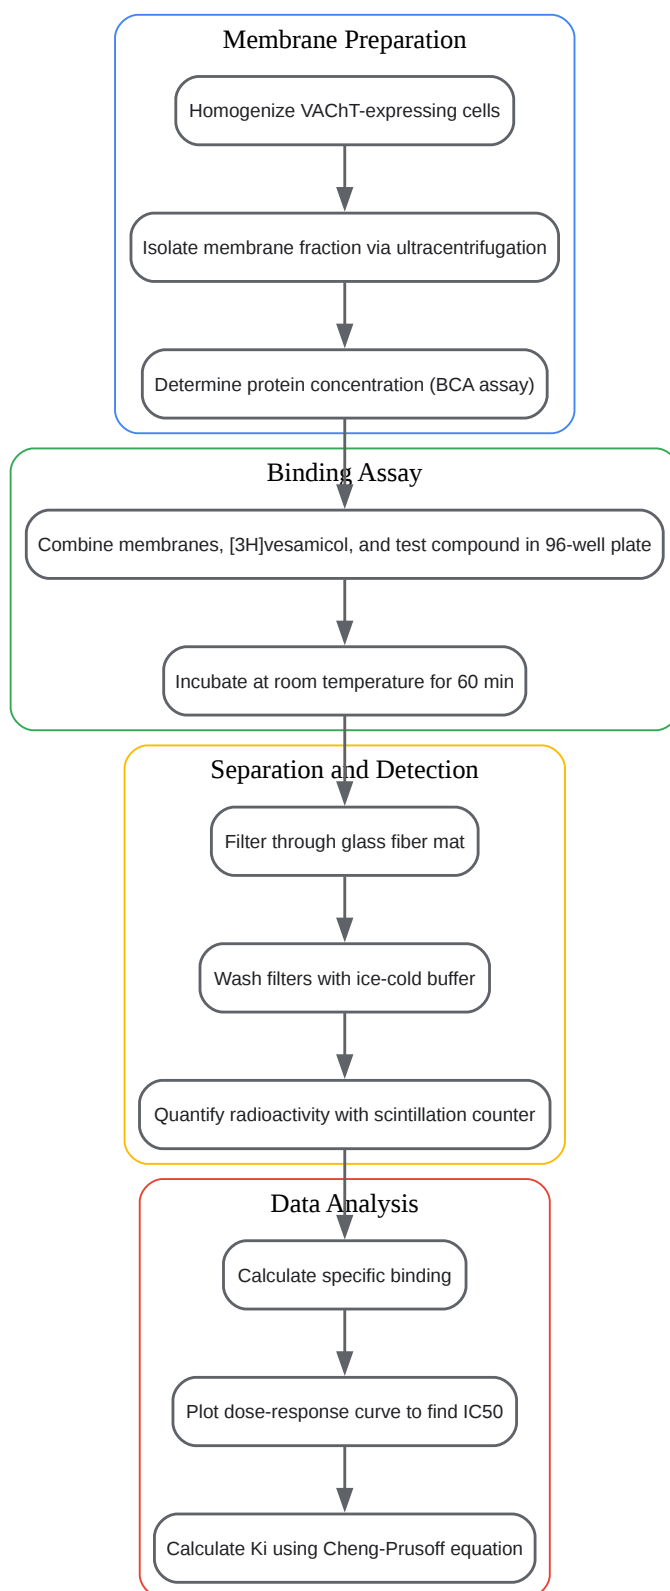 Membrane Preparation
Homogenize VAChT-expressing cells
Isolate membrane fraction via ultracentrifugation
Determine protein concentration (BCA assay)
Binding Assay
Combine membranes, [3H]vesamicol, and test compound in 96-well plate
Incubate at room temperature for 60 min
Separation and Detection
Filter through glass fiber mat
Wash filters with ice-cold buffer
Quantify radioactivity with scintillation counter
Data Analysis
Calculate specific binding
Plot dose-response curve to find IC50
Calculate Ki using Cheng-Prusoff equation